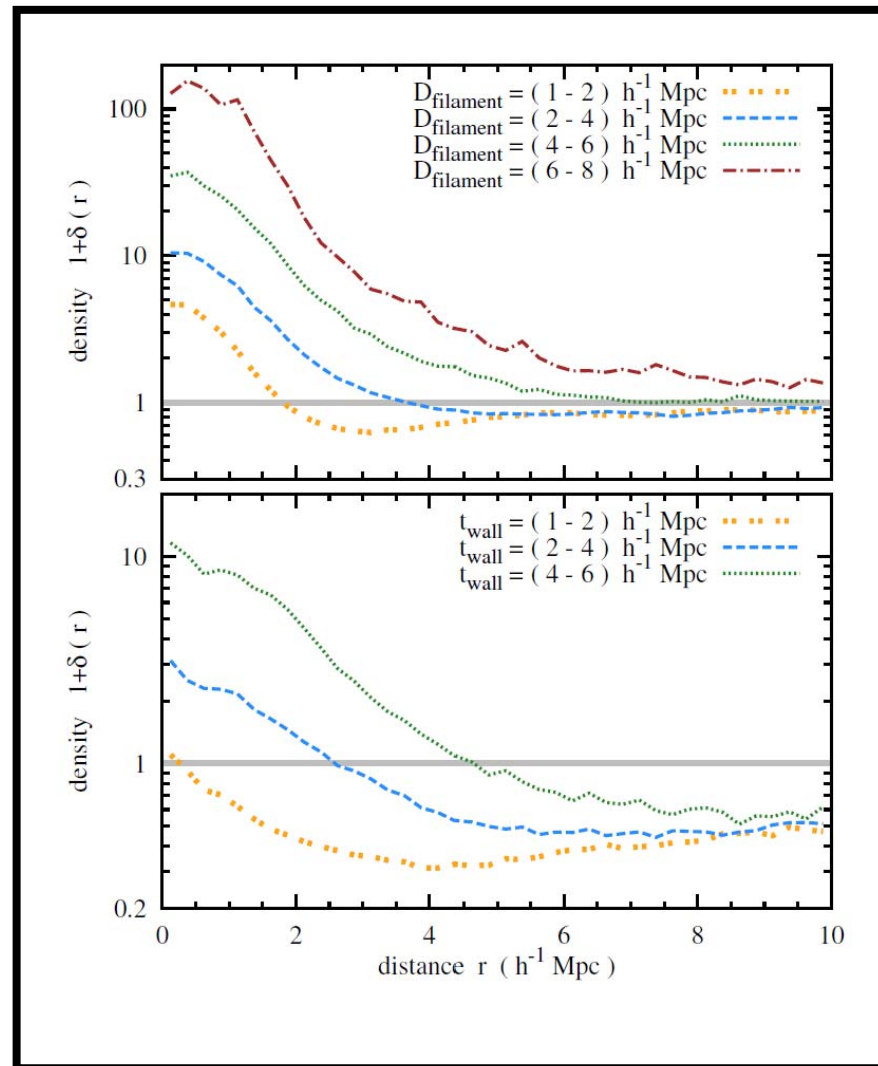 D_filament = ( 1 - 2 ) h^-1 Mpc
D_filament = ( 2 - 4 ) h^-1 Mpc
D_filament = ( 4 - 6 ) h^-1 Mpc
D_filament = ( 6 - 8 ) h^-1 Mpc
100
10
1
0.3
density 1+δ ( r )
t_wall = ( 1 - 2 ) h^-1 Mpc
t_wall = ( 2 - 4 ) h^-1 Mpc
t_wall = ( 4 - 6 ) h^-1 Mpc
10
1
0.2
density 1+δ ( r )
0 2 4 6 8 10
distance r ( h^-1 Mpc )